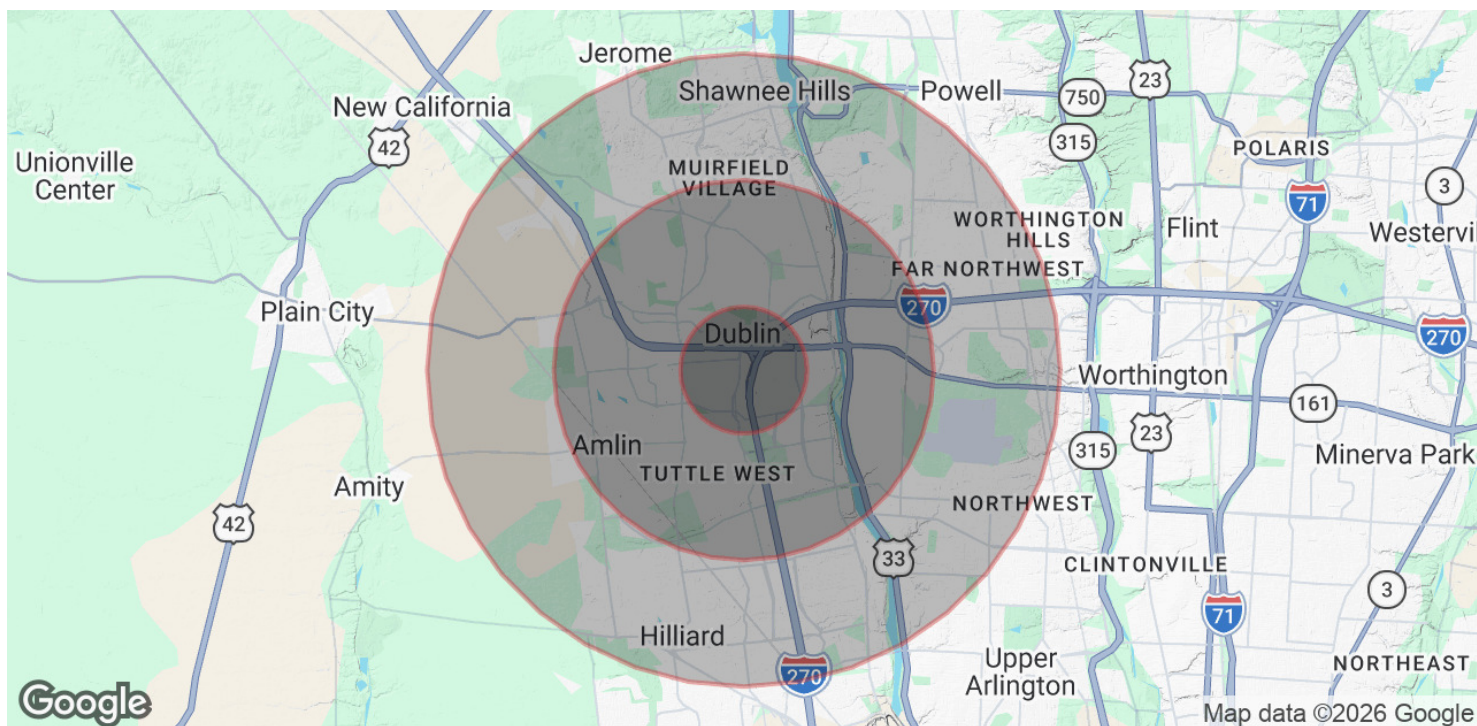 Jerome
Shawnee Hills
Powell
23
750
New California
42
315
POLARIS
Unionville
Center
MUIRFIELD
VILLAGE
3
71
WORTHINGTON
HILLS
Flint
Westervil
FAR NORTHWEST
270
Plain City
Dublin
270
Worthington
161
23
Amlin
315
Minerva Park
TUTTLE WEST
Amity
NORTHWEST
42
33
CLINTONVILLE
3
71
Hilliard
Upper
Arlington
NORTHEAST
270
Google
Map data ©2026 Google